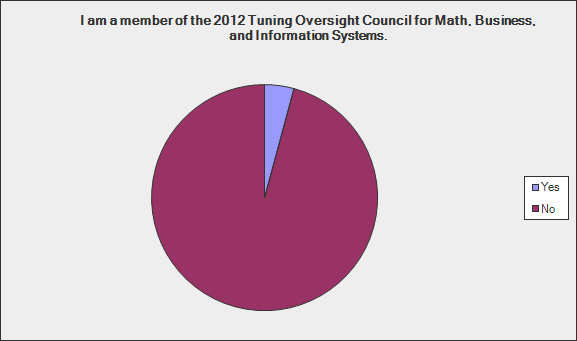 I am a member of the 2012 Tuning Oversight Council for Math, Business,
and Information Systems.
Yes
No